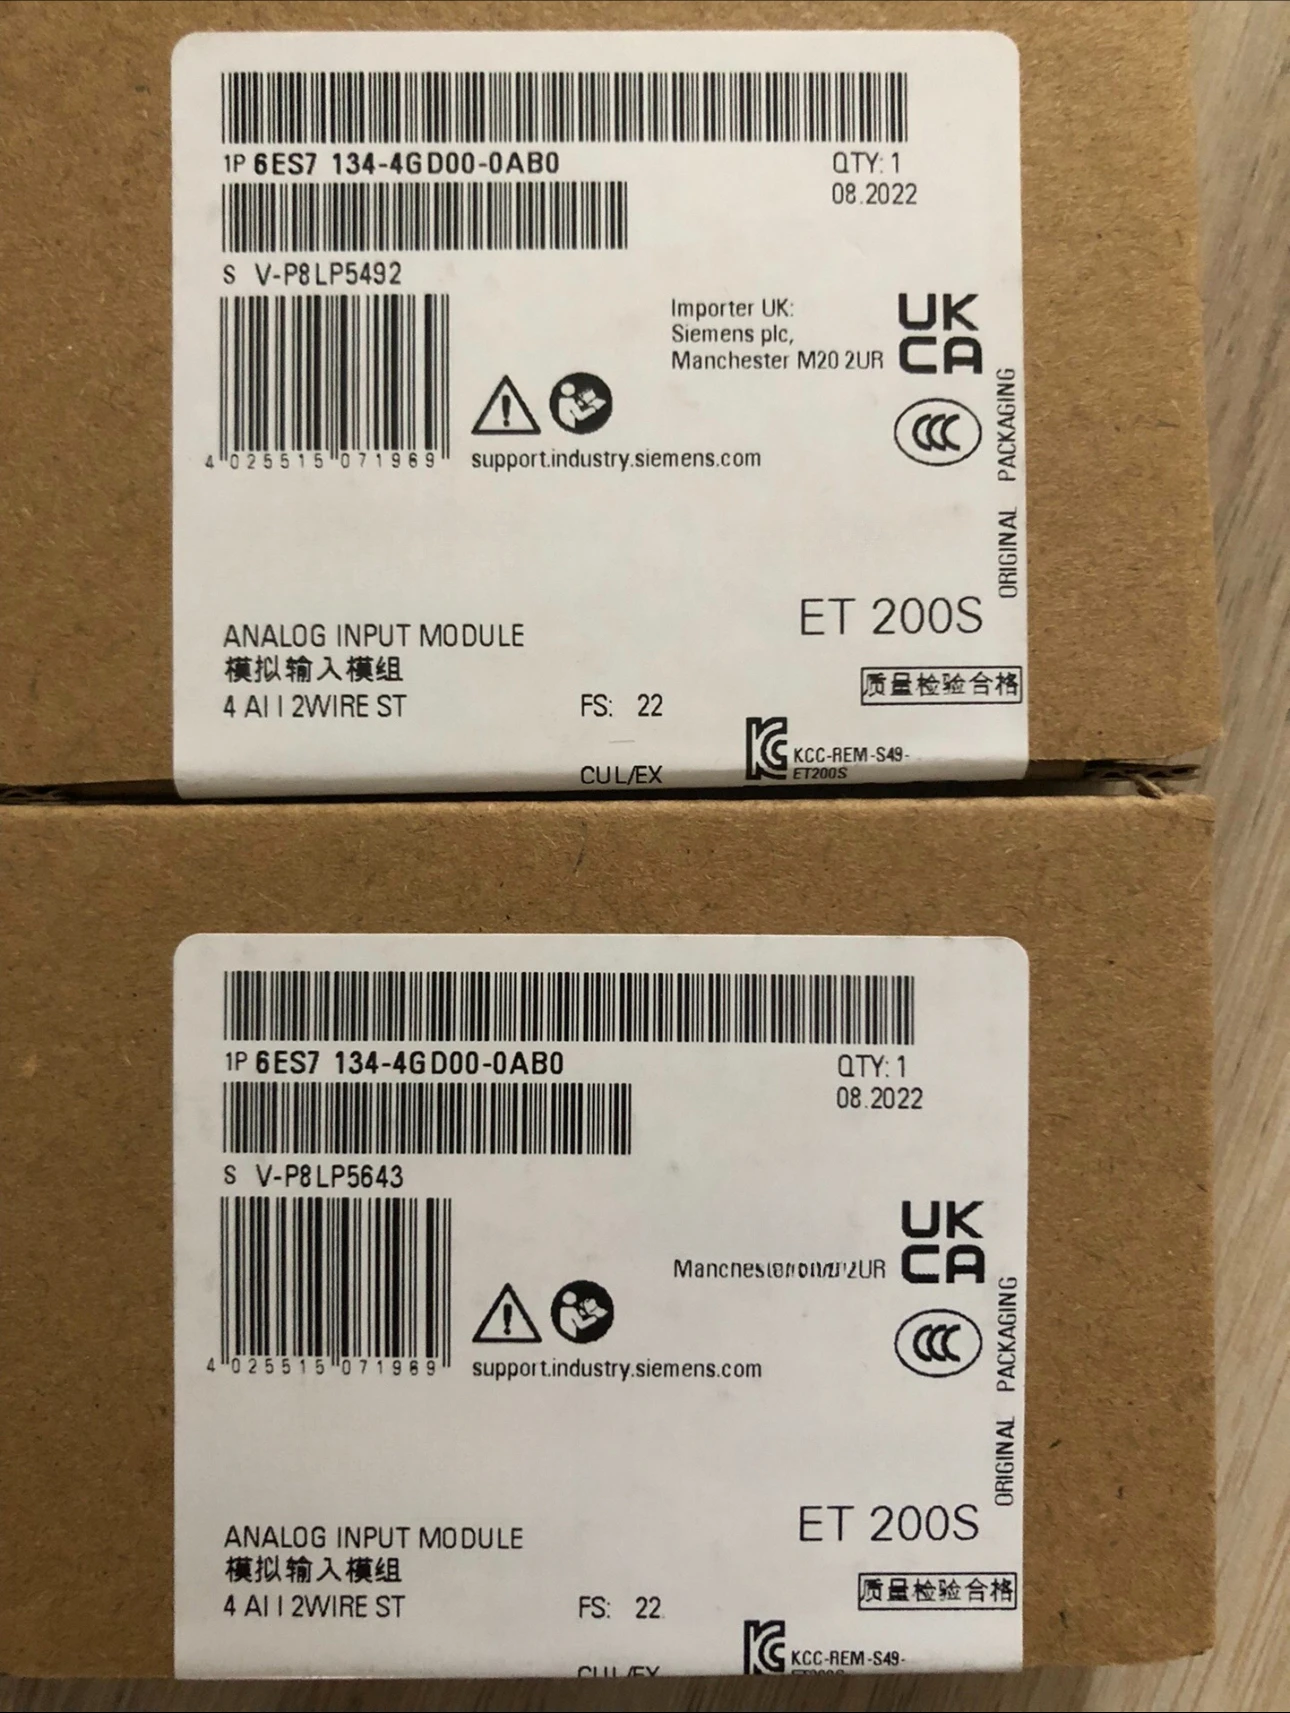 1P 6ES7 134-4GD00-0AB0
QTY: 1
08.2022
S V-P8LP5492
Importer UK:
Siemens plc,
Manchester M20 2UR
UK
CA
4 025515 071969
support.industry.siemens.com
ORIGINAL PACKAGING
ET 200S
ANALOG INPUT MODULE
模拟输入模组
质量检验合格
4 AI I 2WIRE ST
FS: 22
KCC-REM-S49-
ET200S
CUL/EX
1P 6ES7 134-4GD00-0AB0
QTY: 1
08.2022
S V-P8LP5643
UK
CA
2UR
4 025515 071969
support.industry.siemens.com
ORIGINAL PACKAGING
ET 200S
ANALOG INPUT MODULE
模拟输入模组
质量检验合格
4 AI I 2WIRE ST
FS: 22
KCC-REM-S49-